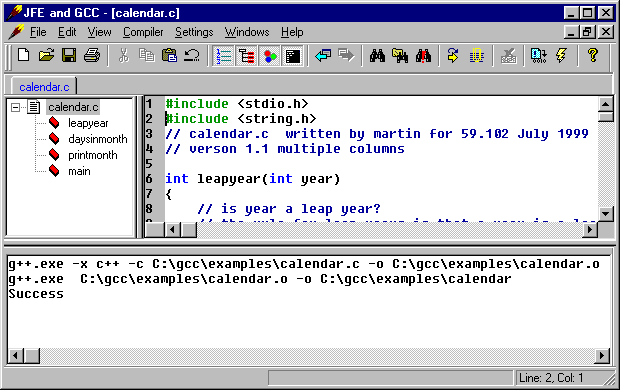 JFE and GCC - [calendar.c]
File Edit View Compiler Settings Windows Help
calendar.c
calendar.c
leapyear
daysinmonth
printmonth
main
1 #include <stdio.h>
2 #include <string.h>
3 // calendar.c written by martin for 59.102 July 1999
4 // verson 1.1 multiple columns
5
6 int leapyear(int year)
7 {
8 // is year a leap year?
g++.exe -x c++ -c C:\gcc\examples\calendar.c -o C:\gcc\examples\calendar.o
g++.exe C:\gcc\examples\calendar.o -o C:\gcc\examples\calendar
Success
Line: 2, Col: 1